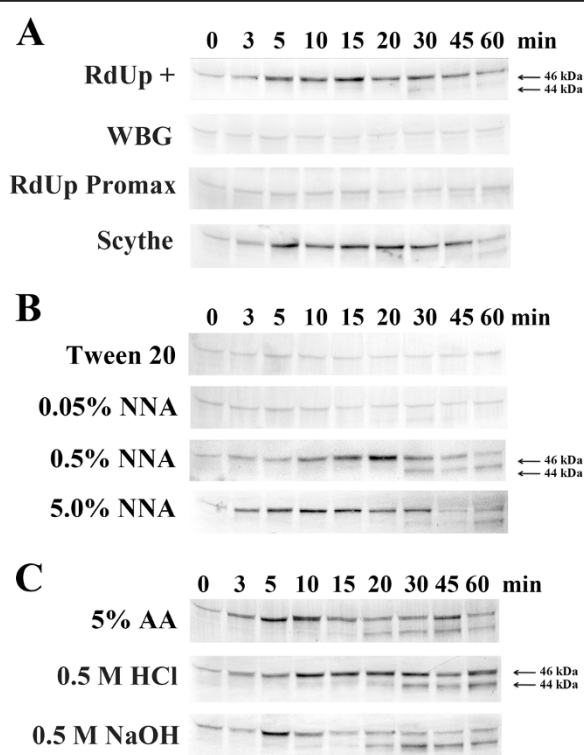 A
0 3 5 10 15 20 30 45 60 min
RdUp +
← 46 kDa
← 44 kDa
WBG
RdUp Promax
Scythe
B
0 3 5 10 15 20 30 45 60 min
Tween 20
0.05% NNA
0.5% NNA
← 46 kDa
← 44 kDa
5.0% NNA
C
0 3 5 10 15 20 30 45 60 min
5% AA
0.5 M HCl
← 46 kDa
← 44 kDa
0.5 M NaOH